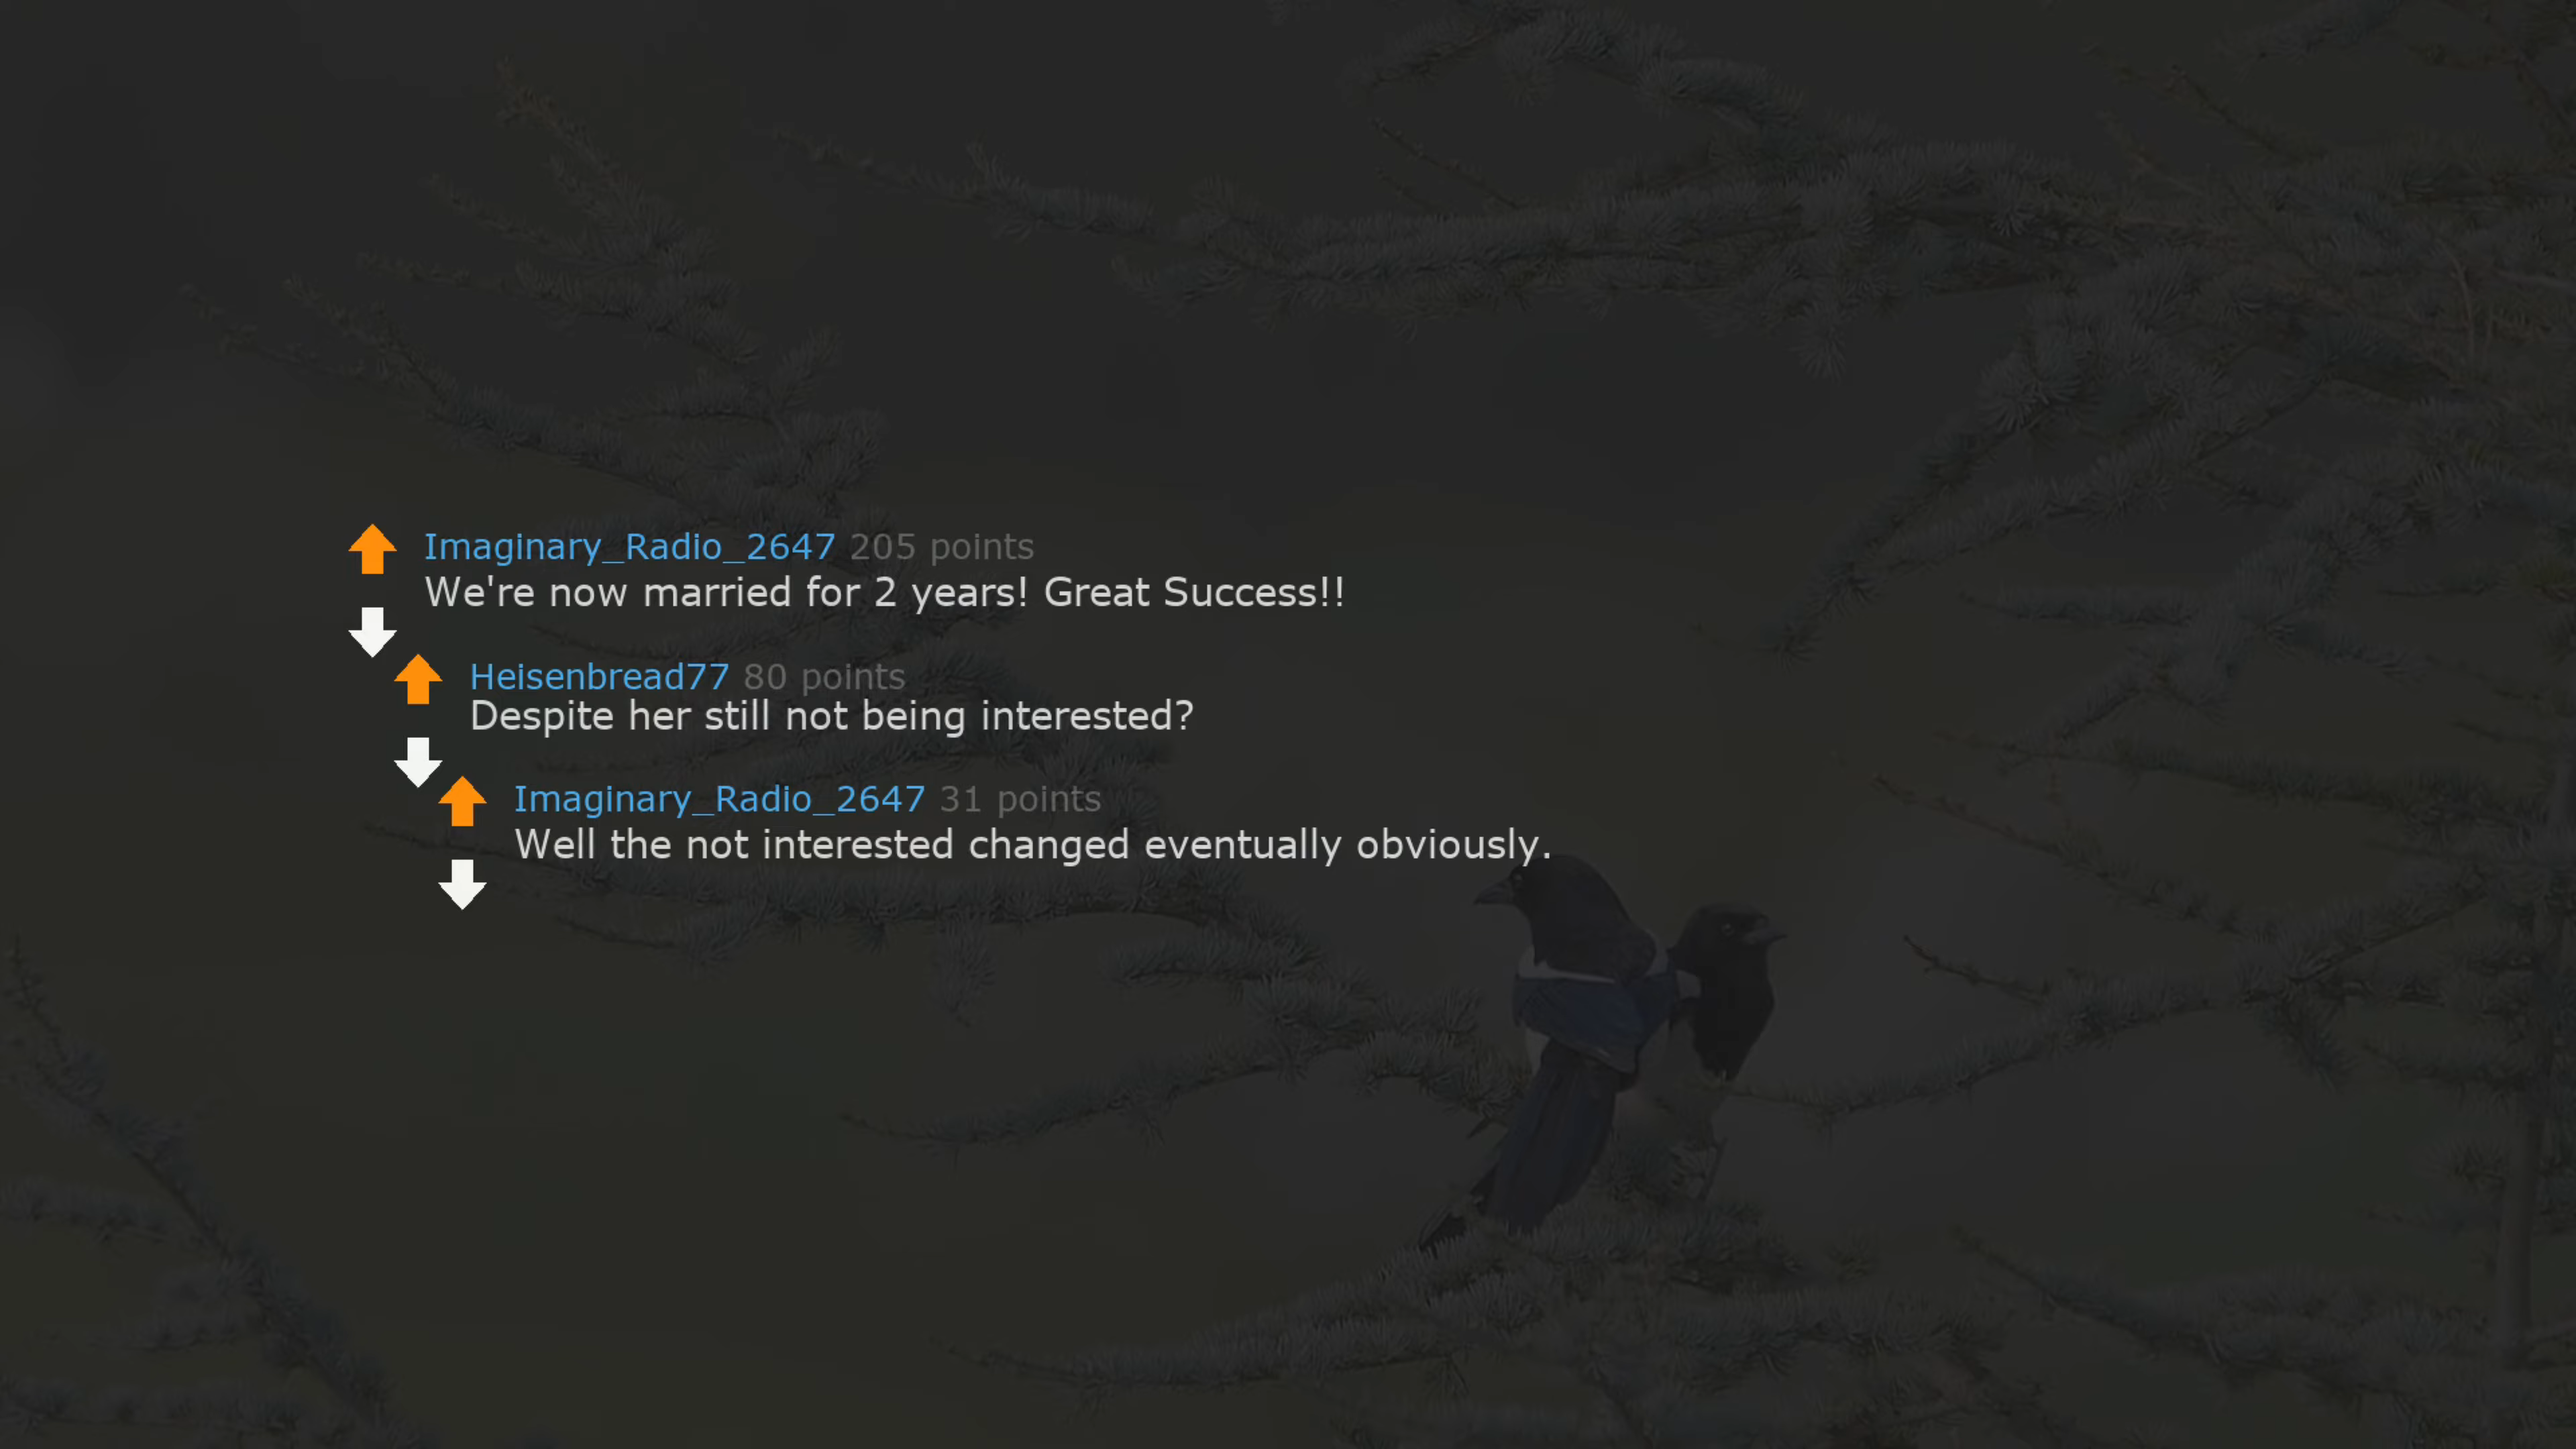 Imaginary_Radio_2647 205 points
We're now married for 2 years! Great Success!!
Heisenbread77 80 points
Despite her still not being interested?
Imaginary_Radio_2647 31 points
Well the not interested changed eventually obviously.